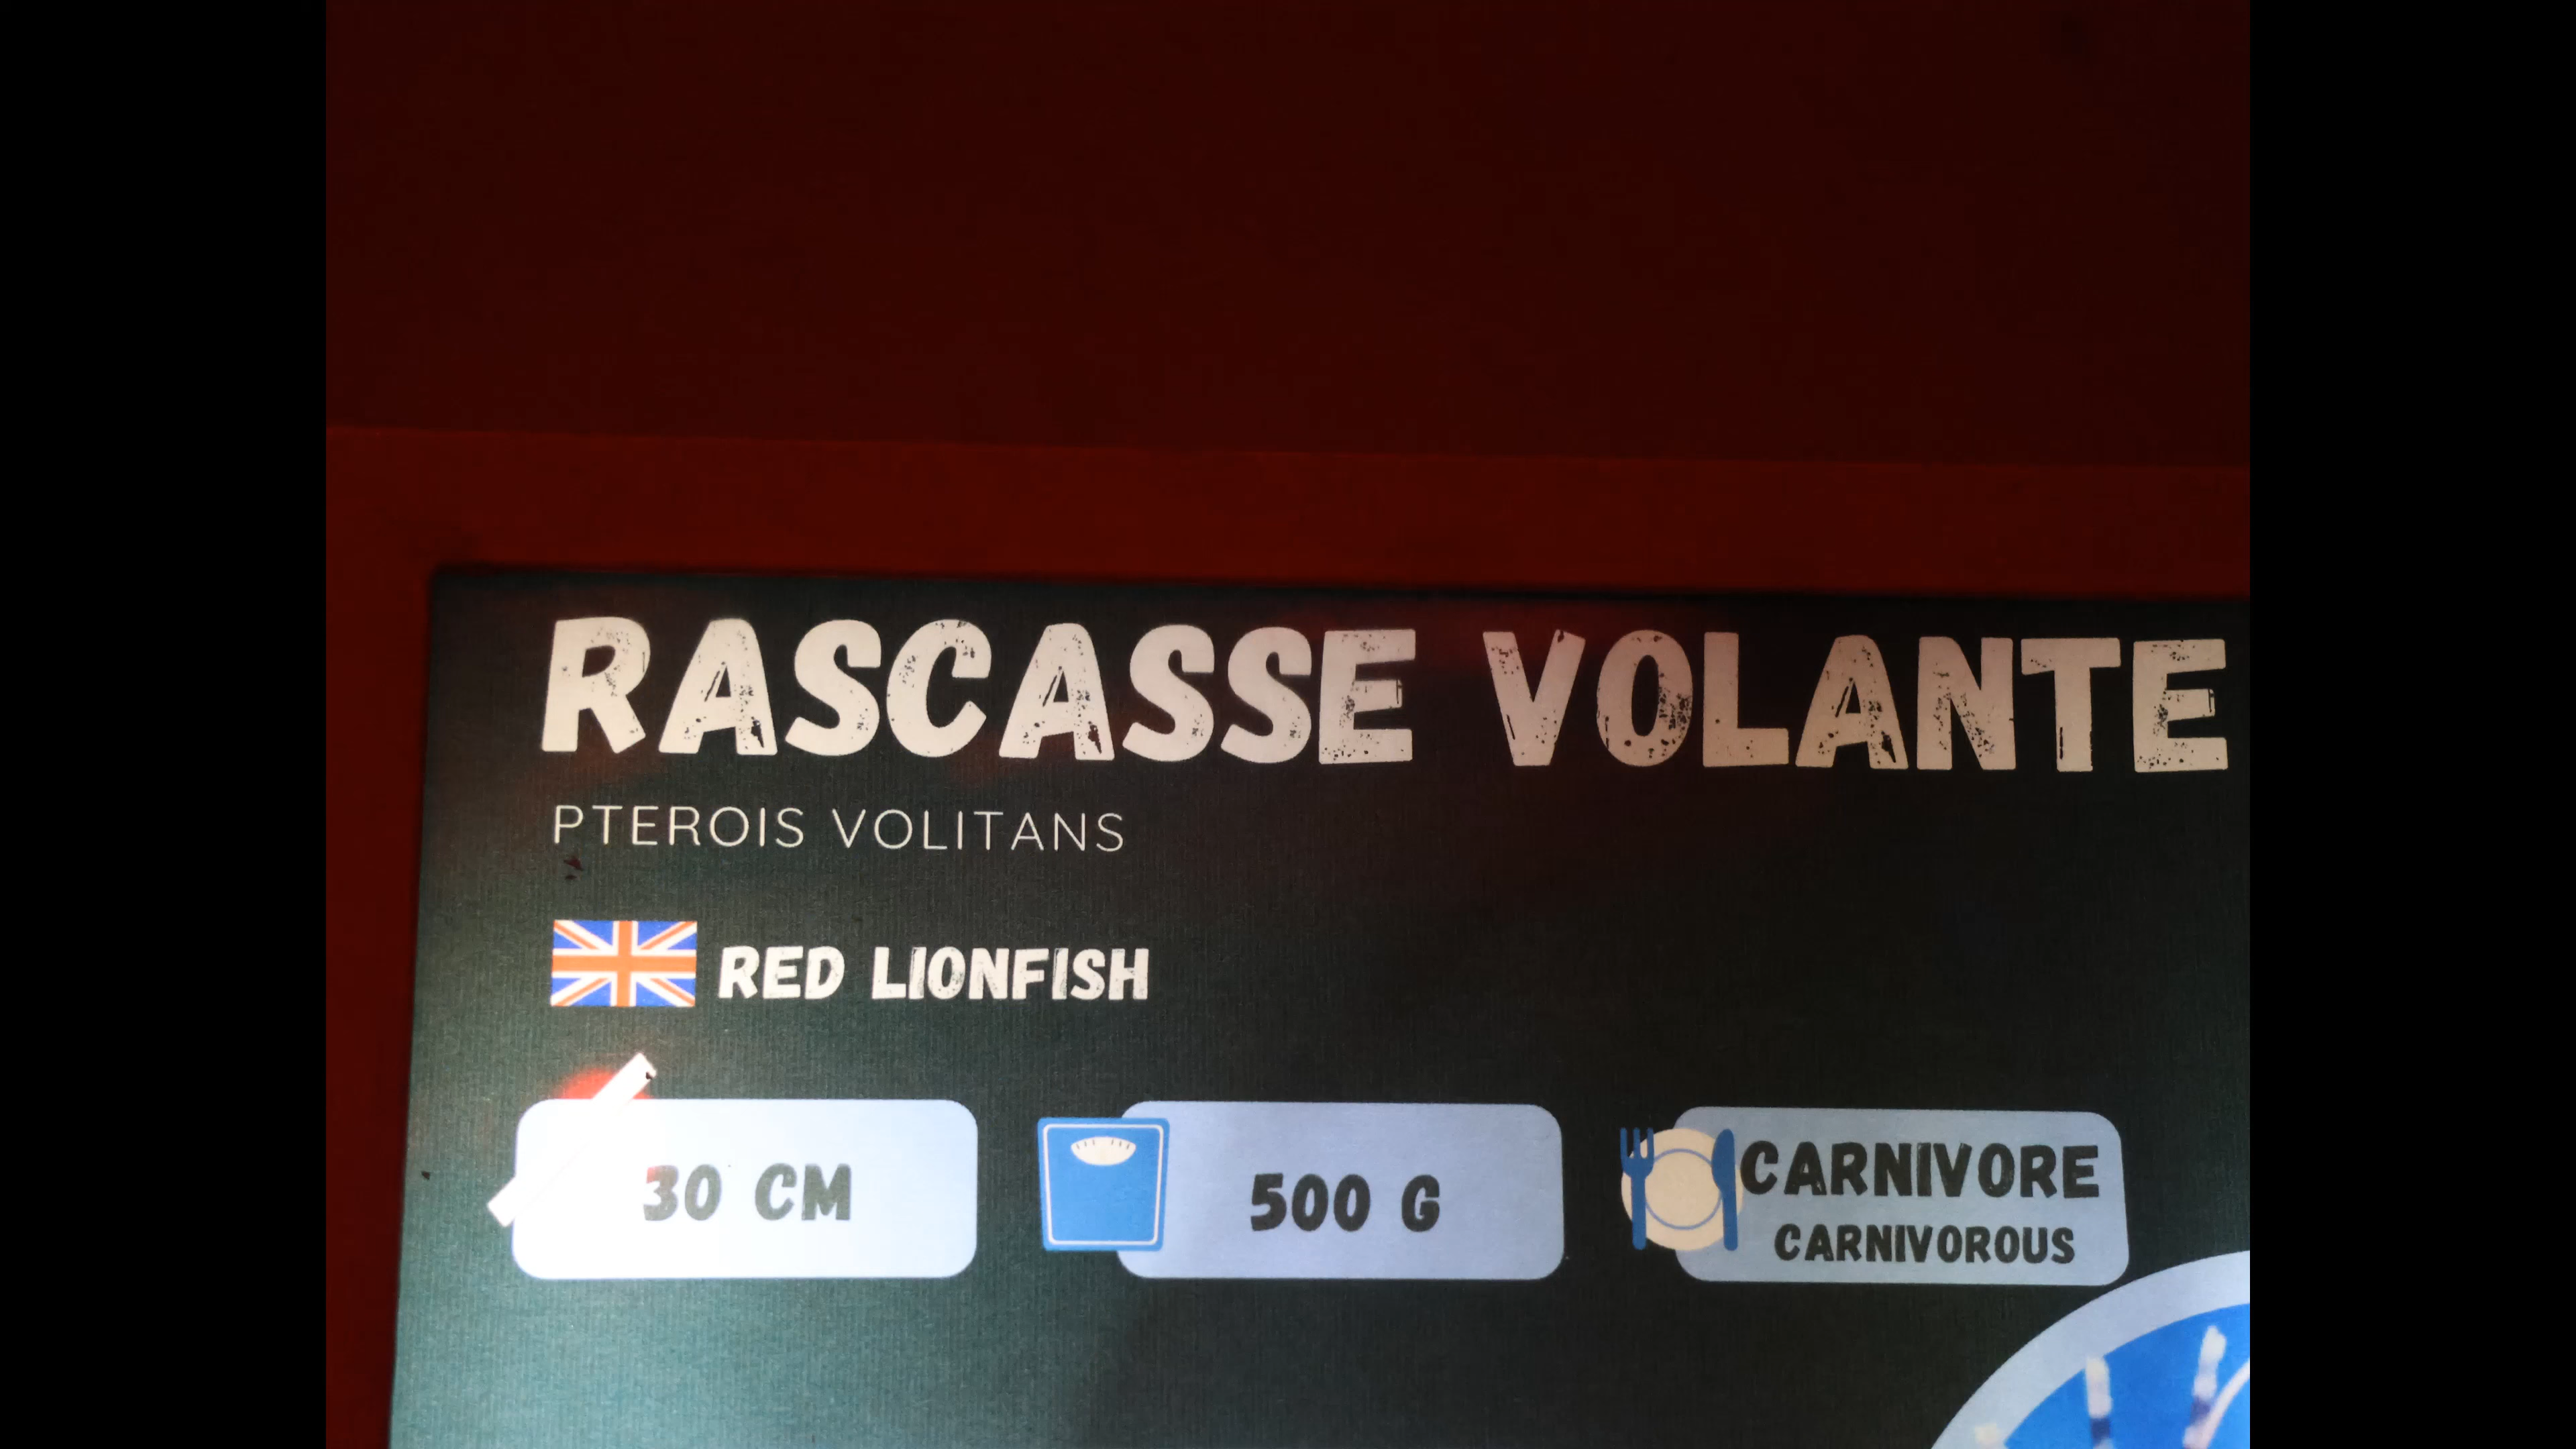 RASCASSE VOLANTE
PTEROIS VOLITANS
RED LIONFISH
30 CM
500 G
CARNIVORE
CARNIVOROUS